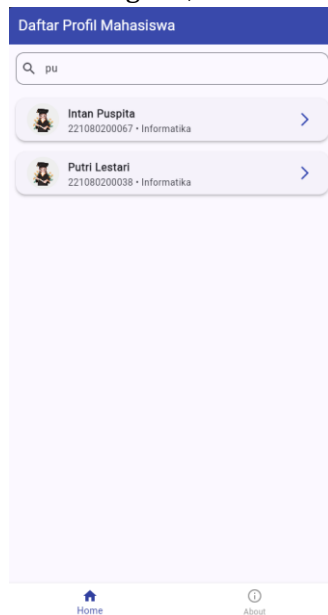 Daftar Profil Mahasiswa
pu
Intan Puspita
221080200067 • Informatika
Putri Lestari
221080200038 • Informatika
Home
About